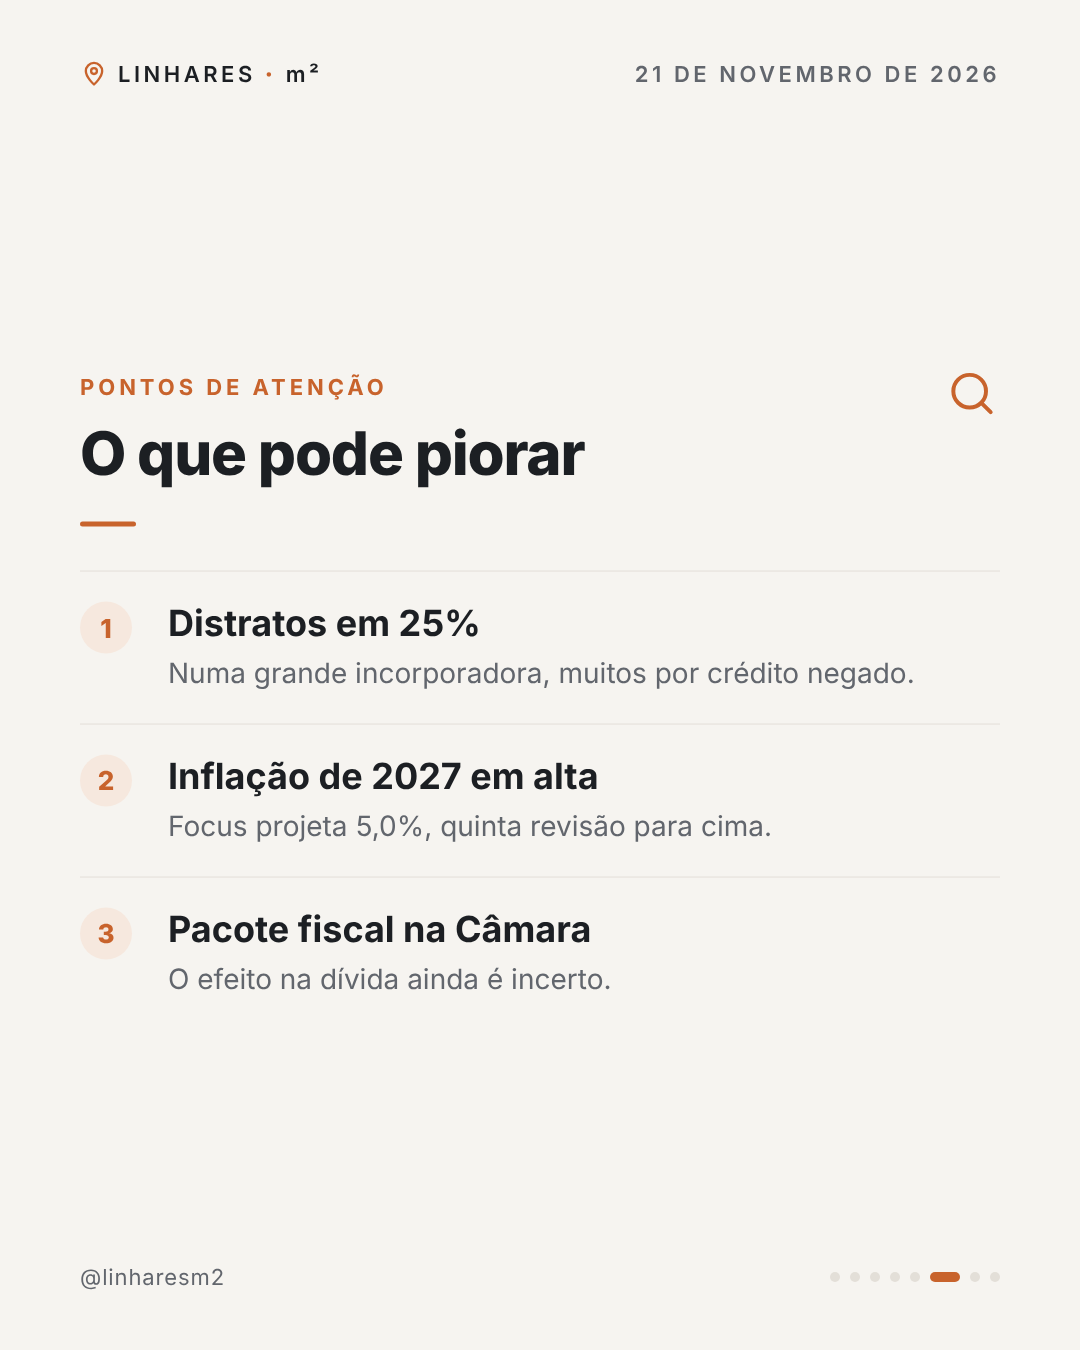 LINHARES · m²
21 DE NOVEMBRO DE 2026
PONTOS DE ATENÇÃO
O que pode piorar
1
Distratos em 25%
Numa grande incorporadora, muitos por crédito negado.
2
Inflação de 2027 em alta
Focus projeta 5,0%, quinta revisão para cima.
3
Pacote fiscal na Câmara
O efeito na dívida ainda é incerto.
@linharesm2